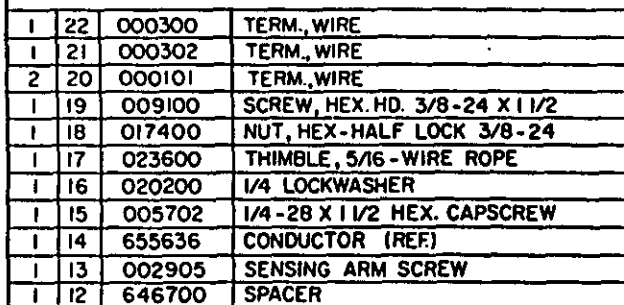 1 22 000300 TERM., WIRE
1 21 000302 TERM., WIRE
2 20 000101 TERM., WIRE
1 19 009100 SCREW, HEX. HD. 3/8-24 X 1 1/2
1 18 017400 NUT, HEX-HALF LOCK 3/8-24
1 17 023600 THIMBLE, 5/16-WIRE ROPE
1 16 020200 1/4 LOCKWASHER
1 15 005702 1/4-28 X 1 1/2 HEX. CAPSCREW
1 14 655636 CONDUCTOR (REF.)
1 13 002905 SENSING ARM SCREW
1 12 646700 SPACER